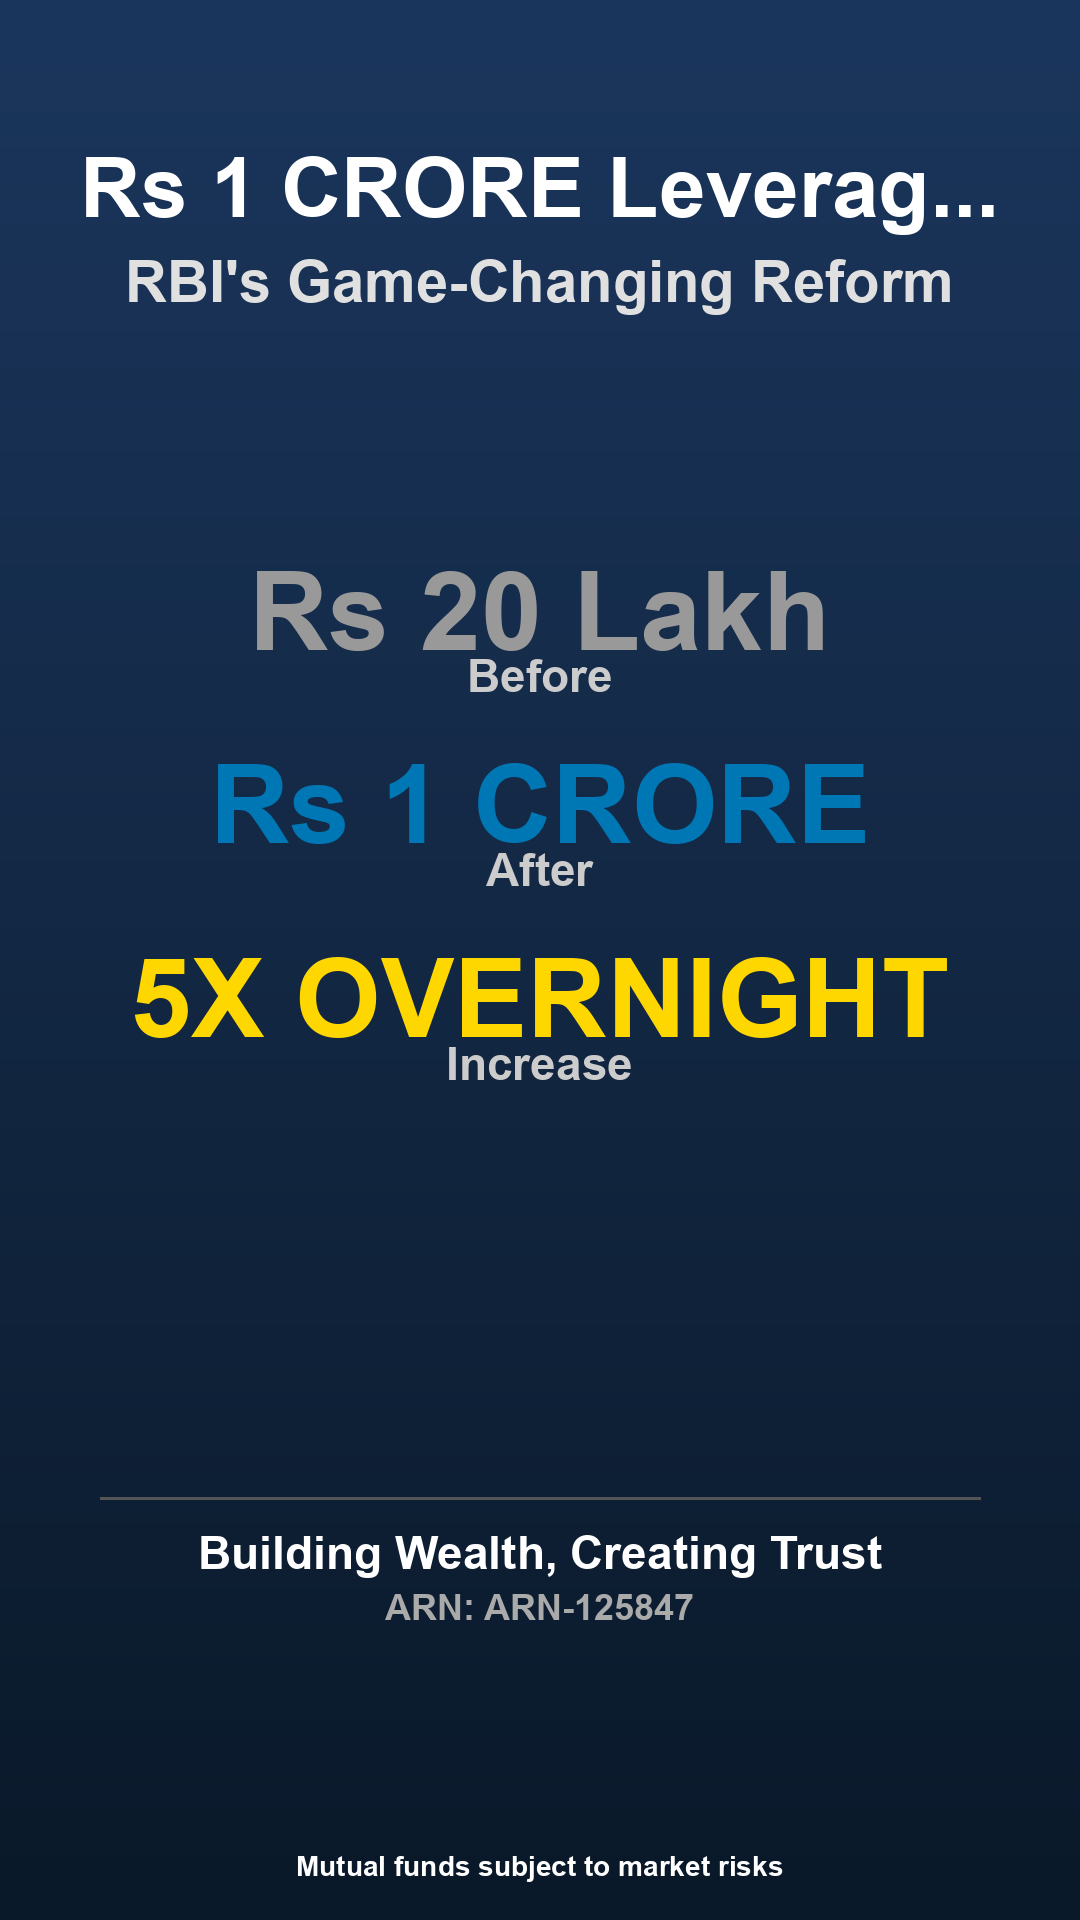 Rs 1 CRORE Leverag...
RBI's Game-Changing Reform
Rs 20 Lakh
Before
Rs 1 CRORE
After
5X OVERNIGHT
Increase
Building Wealth, Creating Trust
ARN: ARN-125847
Mutual funds subject to market risks